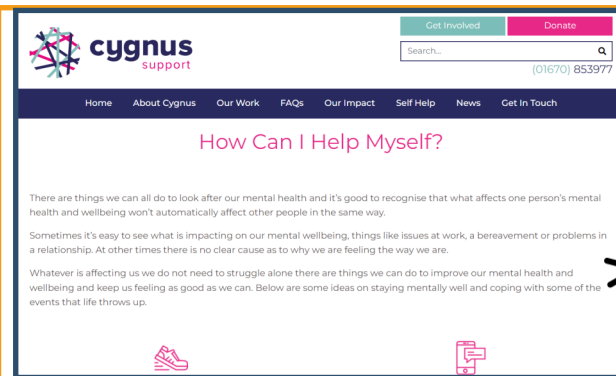 Get Involved Donate
cygnus
support
Search...
(01670) 853977
Home About Cygnus Our Work FAQs Our Impact Self Help News Get In Touch
How Can I Help Myself?
There are things we can all do to look after our mental health and it's good to recognise that what affects one person's mental
health and wellbeing won't automatically affect other people in the same way.
Sometimes it's easy to see what is impacting on our mental wellbeing, things like issues at work, a bereavement or problems in
a relationship. At other times there is no clear cause as to why we are feeling the way we are.
Whatever is affecting us we do not need to struggle alone there are things we can do to improve our mental health and
wellbeing and keep us feeling as good as we can. Below are some ideas on staying mentally well and coping with some of the
events that life throws up.